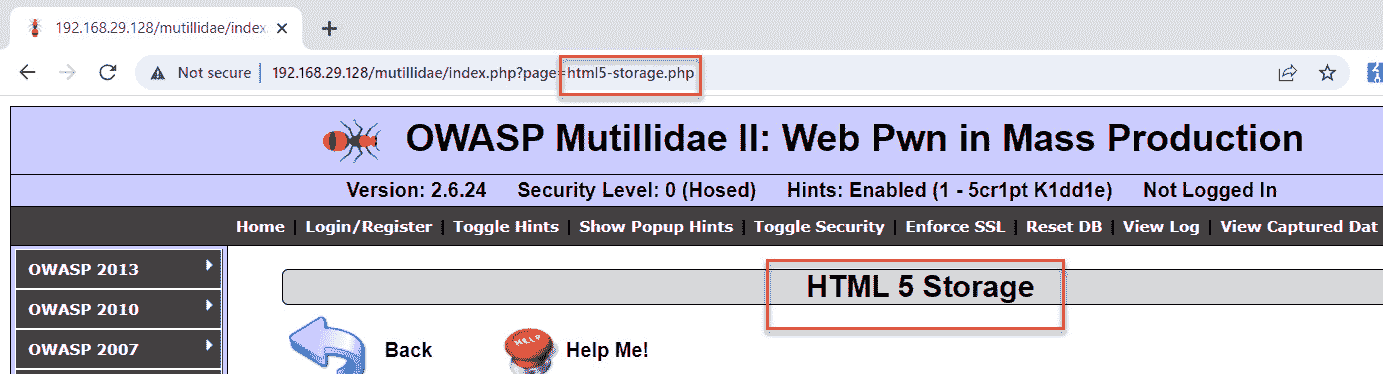 192.168.29.128/mutillidae/index.
Not secure 192.168.29.128/mutillidae/index.php?page=html5-storage.php
OWASP Mutillidae II: Web Pwn in Mass Production
Version: 2.6.24 Security Level: 0 (Hosed) Hints: Enabled (1 - 5cr1pt K1dd1e) Not Logged In
Home | Login/Register | Toggle Hints | Show Popup Hints | Toggle Security | Enforce SSL | Reset DB | View Log | View Captured Dat
OWASP 2013
HTML 5 Storage
OWASP 2010
OWASP 2007
Back
HELP
Help Me!